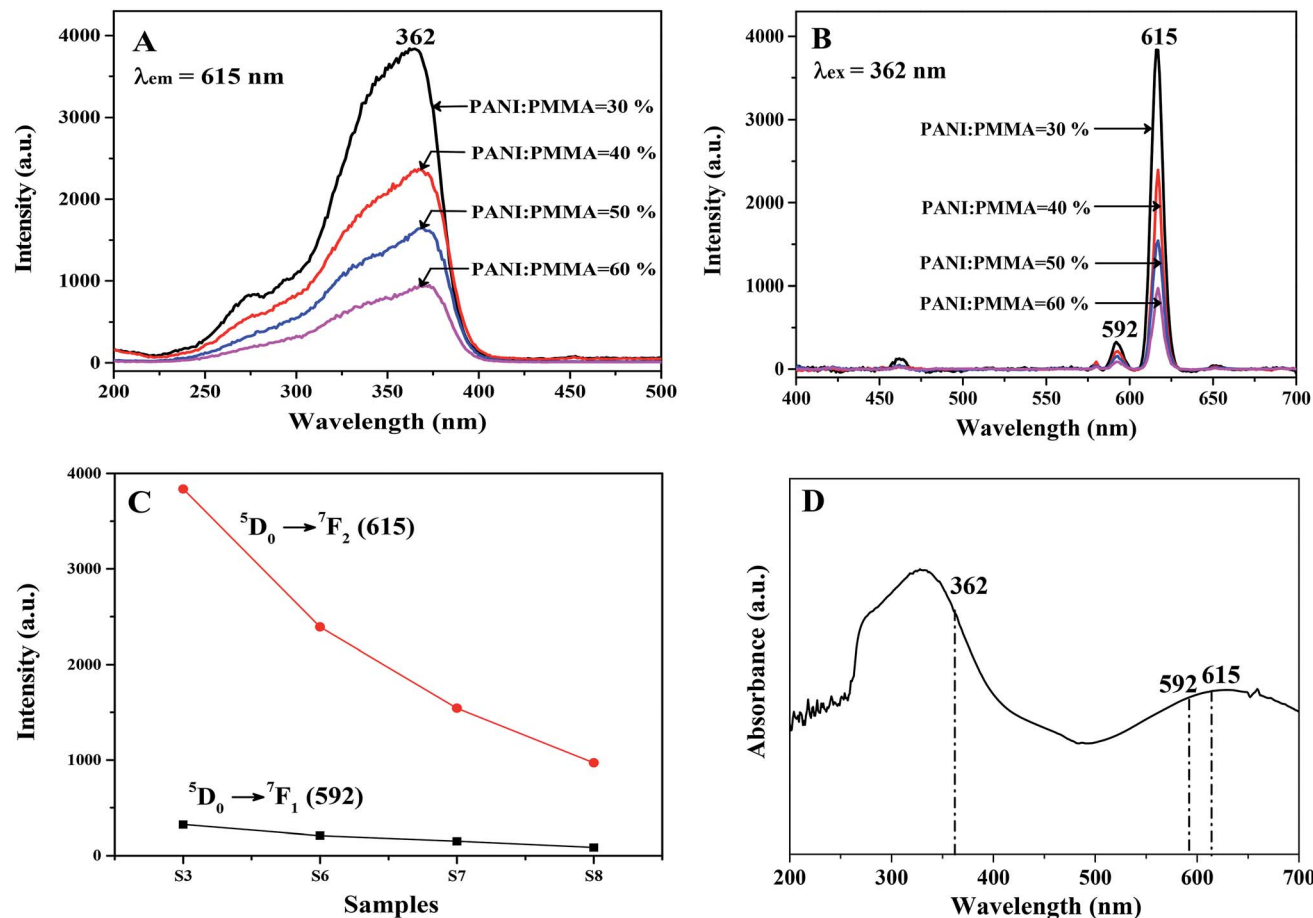 A
362
λem = 615 nm
PANI:PMMA=30 %
PANI:PMMA=40 %
PANI:PMMA=50 %
PANI:PMMA=60 %
4000
3000
2000
1000
0
Intensity (a.u.)
200 250 300 350 400 450 500
Wavelength (nm)
B
615
λex = 362 nm
PANI:PMMA=30 %
PANI:PMMA=40 %
PANI:PMMA=50 %
PANI:PMMA=60 %
592
4000
3000
2000
1000
0
Intensity (a.u.)
400 450 500 550 600 650 700
Wavelength (nm)
C
⁵D₀ → ⁷F₂ (615)
⁵D₀ → ⁷F₁ (592)
4000
3000
2000
1000
0
Intensity (a.u.)
S3 S6 S7 S8
Samples
D
362
592 615
Absorbance (a.u.)
200 300 400 500 600 700
Wavelength (nm)